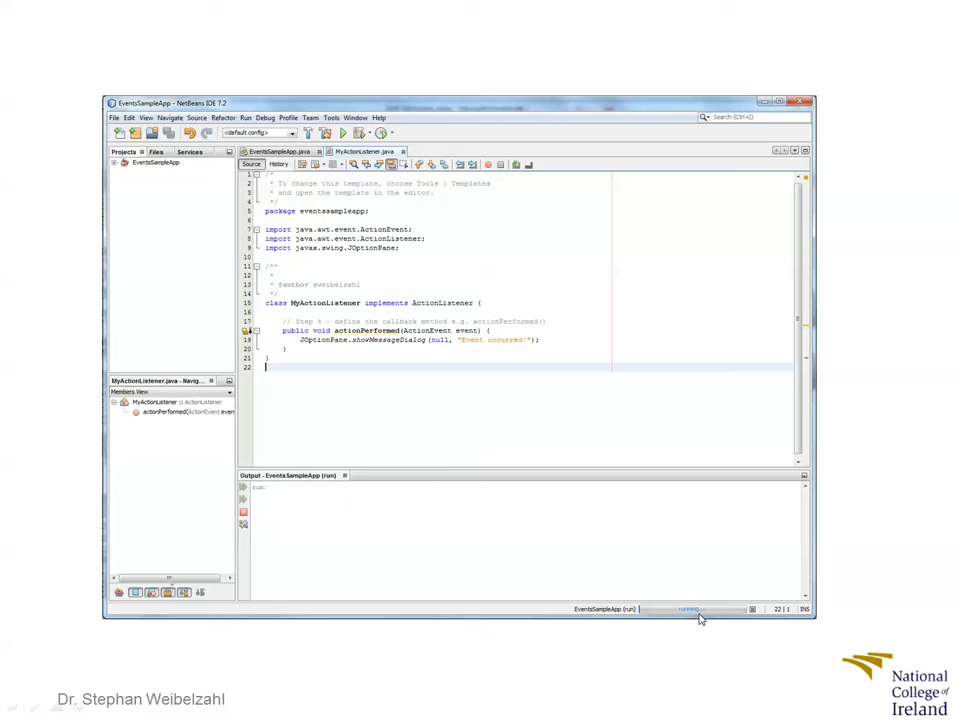 EventsSampleApp - NetBeans IDE 7.2
File Edit View Navigate Source Refactor Run Debug Profile Team Tools Window Help
Search (Ctrl+I)
<default config>
Projects Files Services
EventsSampleApp.java MyActionListener.java
EventsSampleApp
Source History
1 /*
2 * To change this template, choose Tools | Templates
3 * and open the template in the editor.
4 */
5 package eventssampleapp;
6
7 import java.awt.event.ActionEvent;
8 import java.awt.event.ActionListener;
9 import javax.swing.JOptionPane;
10
11 /**
12 *
13 * @author sweibelzahl
14 */
15 class MyActionListener implements ActionListener {
16
17 // Step 4 - define the callback method e.g. actionPerformed()
public void actionPerformed(ActionEvent event) {
19 JOptionPane.showMessageDialog(null, "Event occurred!");
20 }
21 }
22
MyActionListener.java - Navig...
Members View
MyActionListener :: ActionListener
actionPerformed(ActionEvent even
Output - EventsSampleApp (run)
run:
EventsSampleApp (run) running... 22 | 1 INS
Dr. Stephan Weibelzahl
National
College of
Ireland